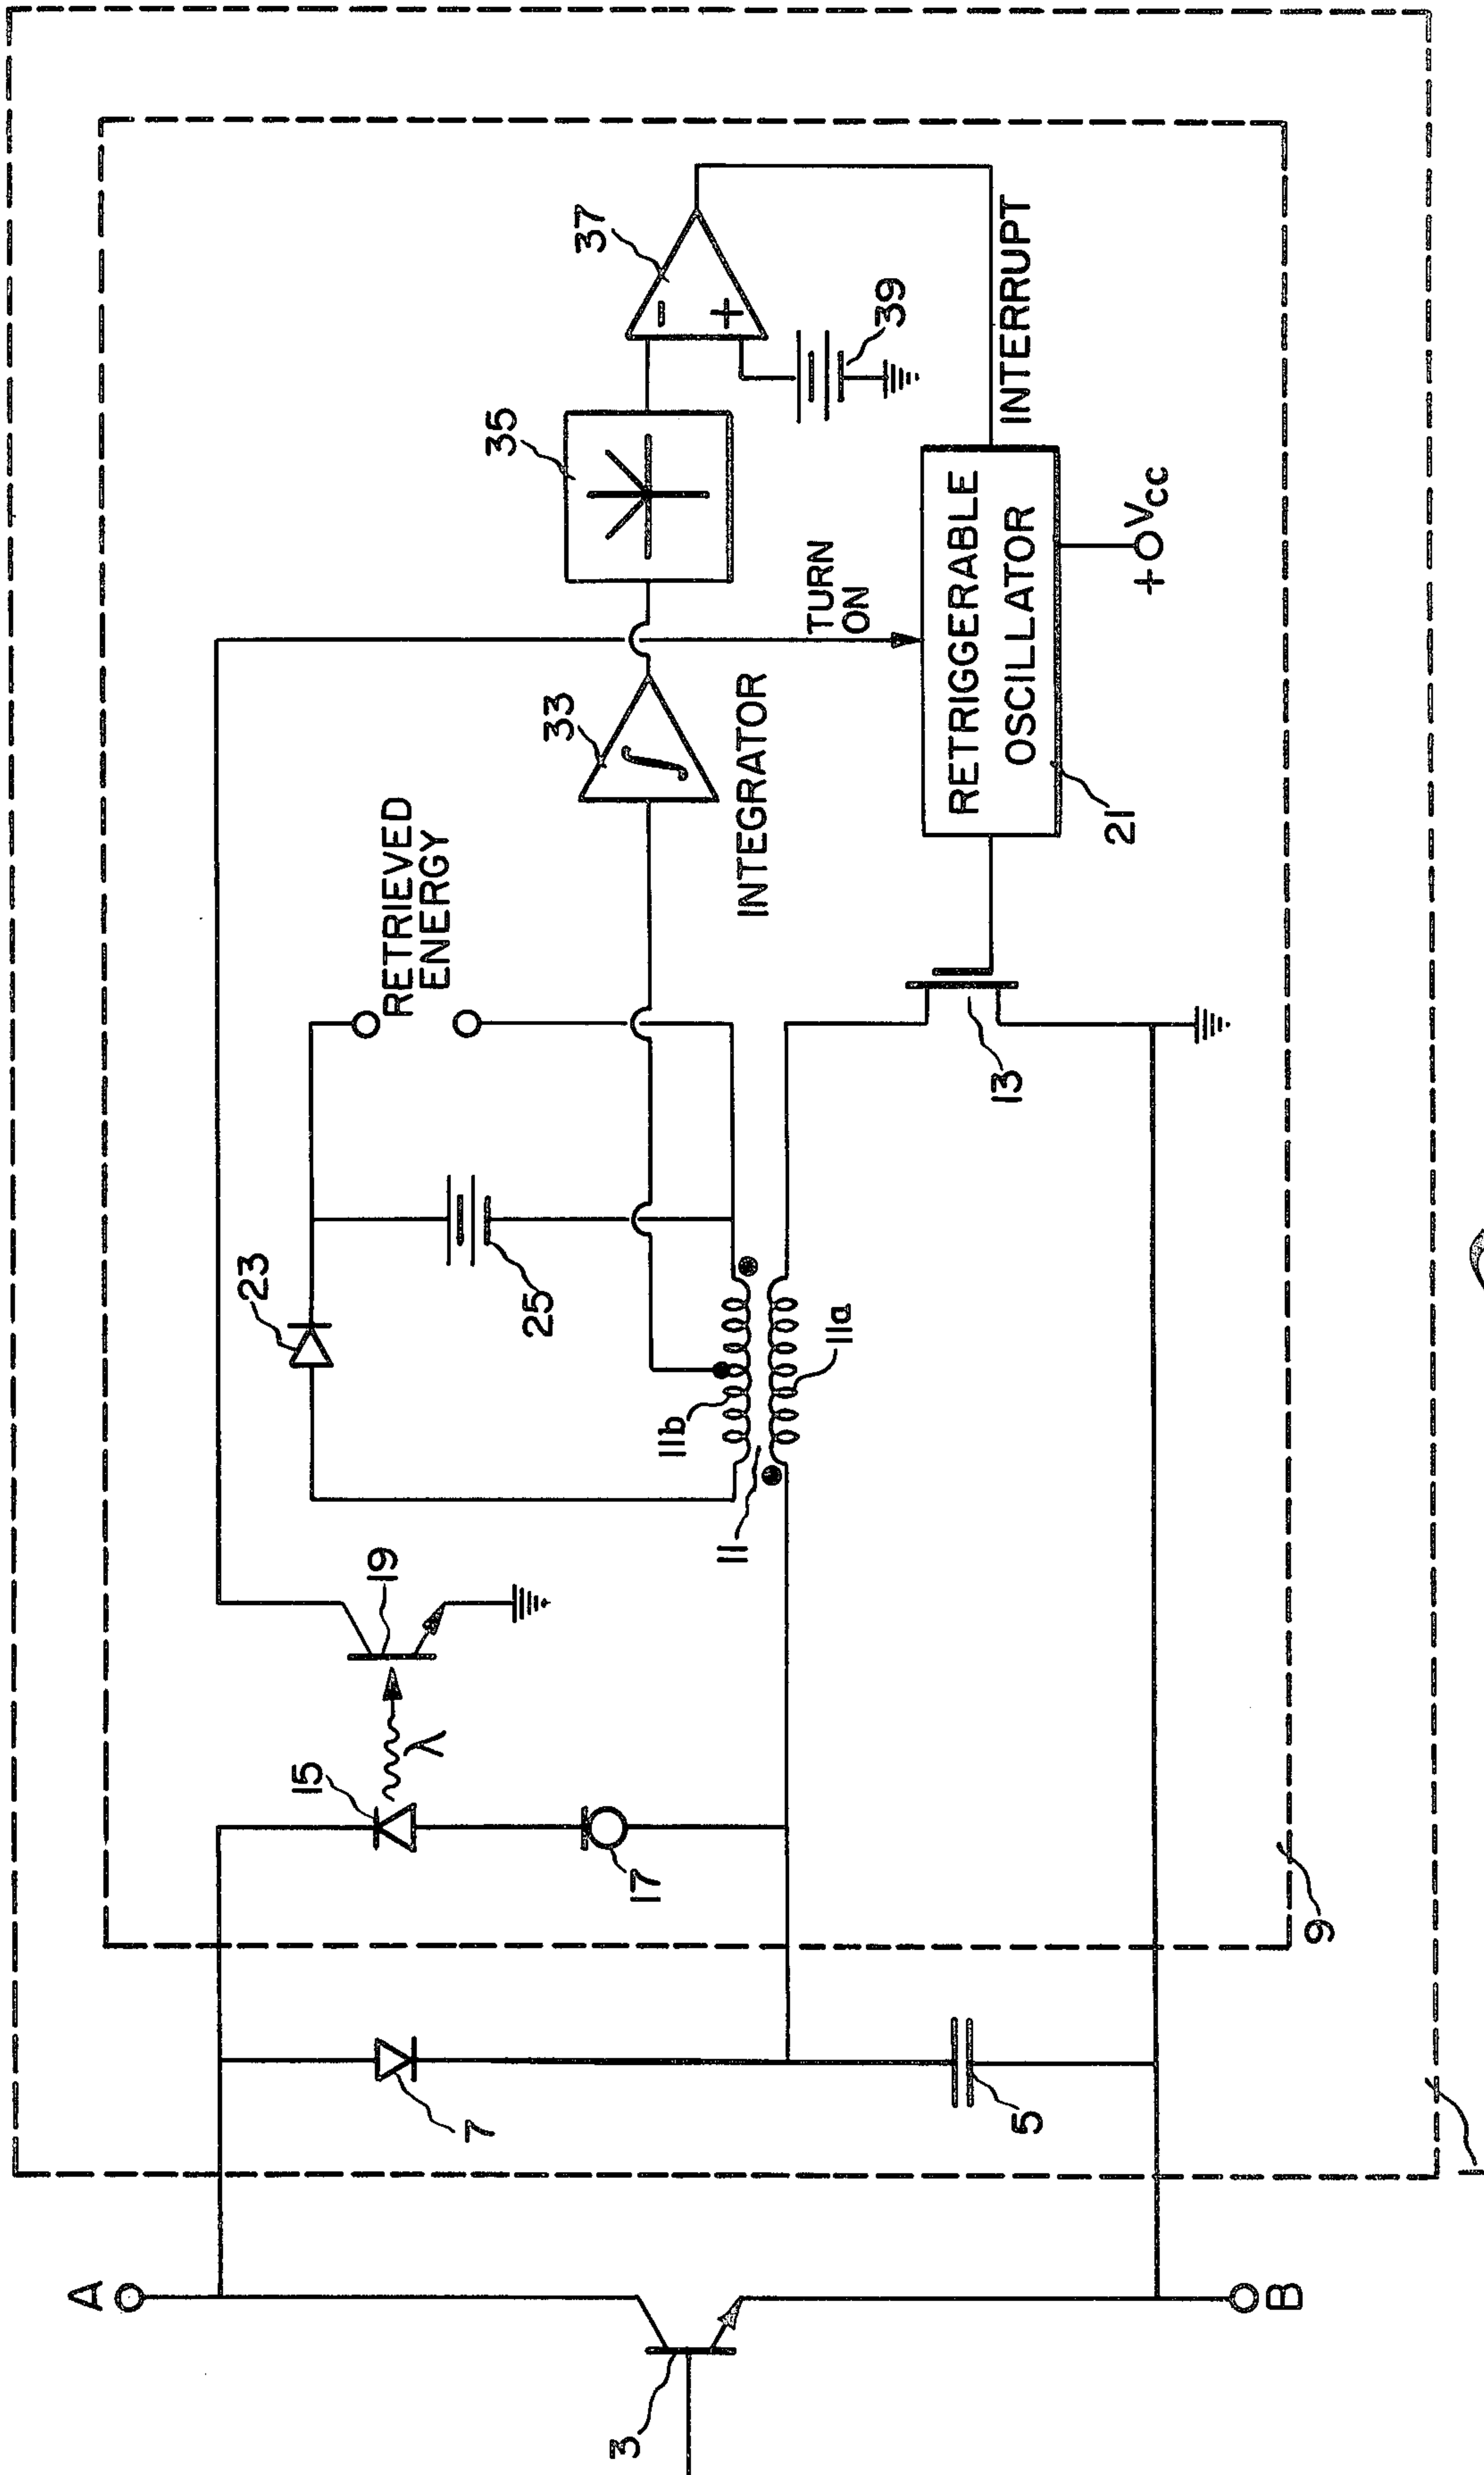 A
3
B
7
5
1
9
15
λ
19
17
23
25
RETRIEVED
ENERGY
11b
11
11a
13
33
∫
INTEGRATOR
TURN
ON
35
37
-
+
39
INTERRUPT
RETRIGGERABLE
OSCILLATOR
21
+VCC